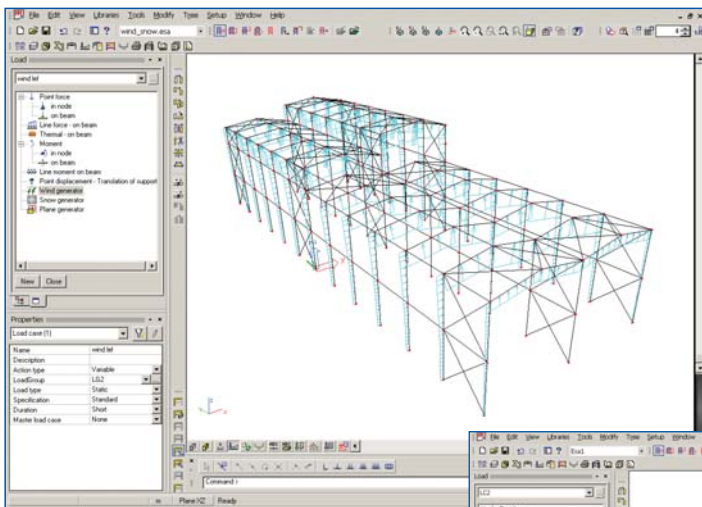 File Edit View Libraries Tools Modify Tree Setup Window Help
wind_snow.esa
Load
wind lef
Point force
in node
on beam
Line force - on beam
Thermal - on beam
Moment
in node
on beam
Line moment on beam
Point displacement - Translation of support
Wind generator
Snow generator
Plane generator
New Close
Properties
Load case (1)
Name wind lef
Description
Action type Variable
LoadGroup LG2
Load type Static
Specification Standard
Duration Short
Master load case None
Command >
m Plane XZ Ready
File Edit View Libraries Tools Modify Tree Setup Window
Esa1
Load
LG2